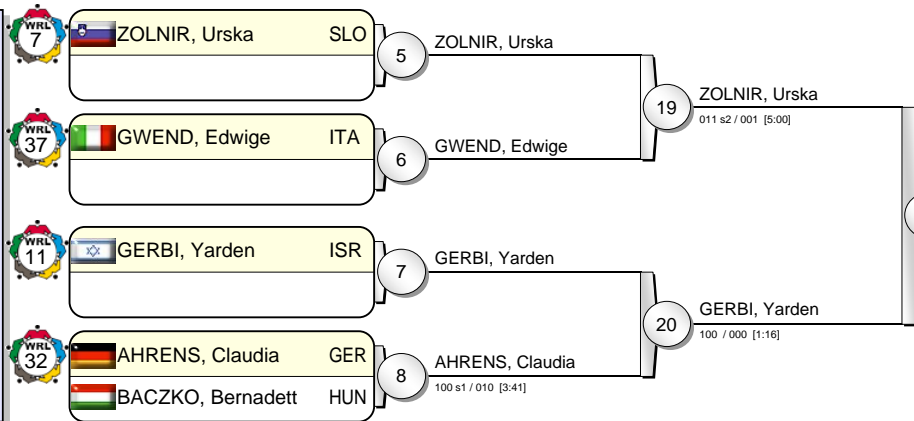 WRL
7
ZOLNIR, Urska SLO
5
ZOLNIR, Urska
WRL
37
GWEND, Edwige ITA
6
GWEND, Edwige
19
ZOLNIR, Urska
011 s2 / 001 [5:00]
WRL
11
GERBI, Yarden ISR
7
GERBI, Yarden
WRL
32
AHRENS, Claudia GER
BACZKO, Bernadett HUN
8
AHRENS, Claudia
100 s1 / 010 [3:41]
20
GERBI, Yarden
100 / 000 [1:16]